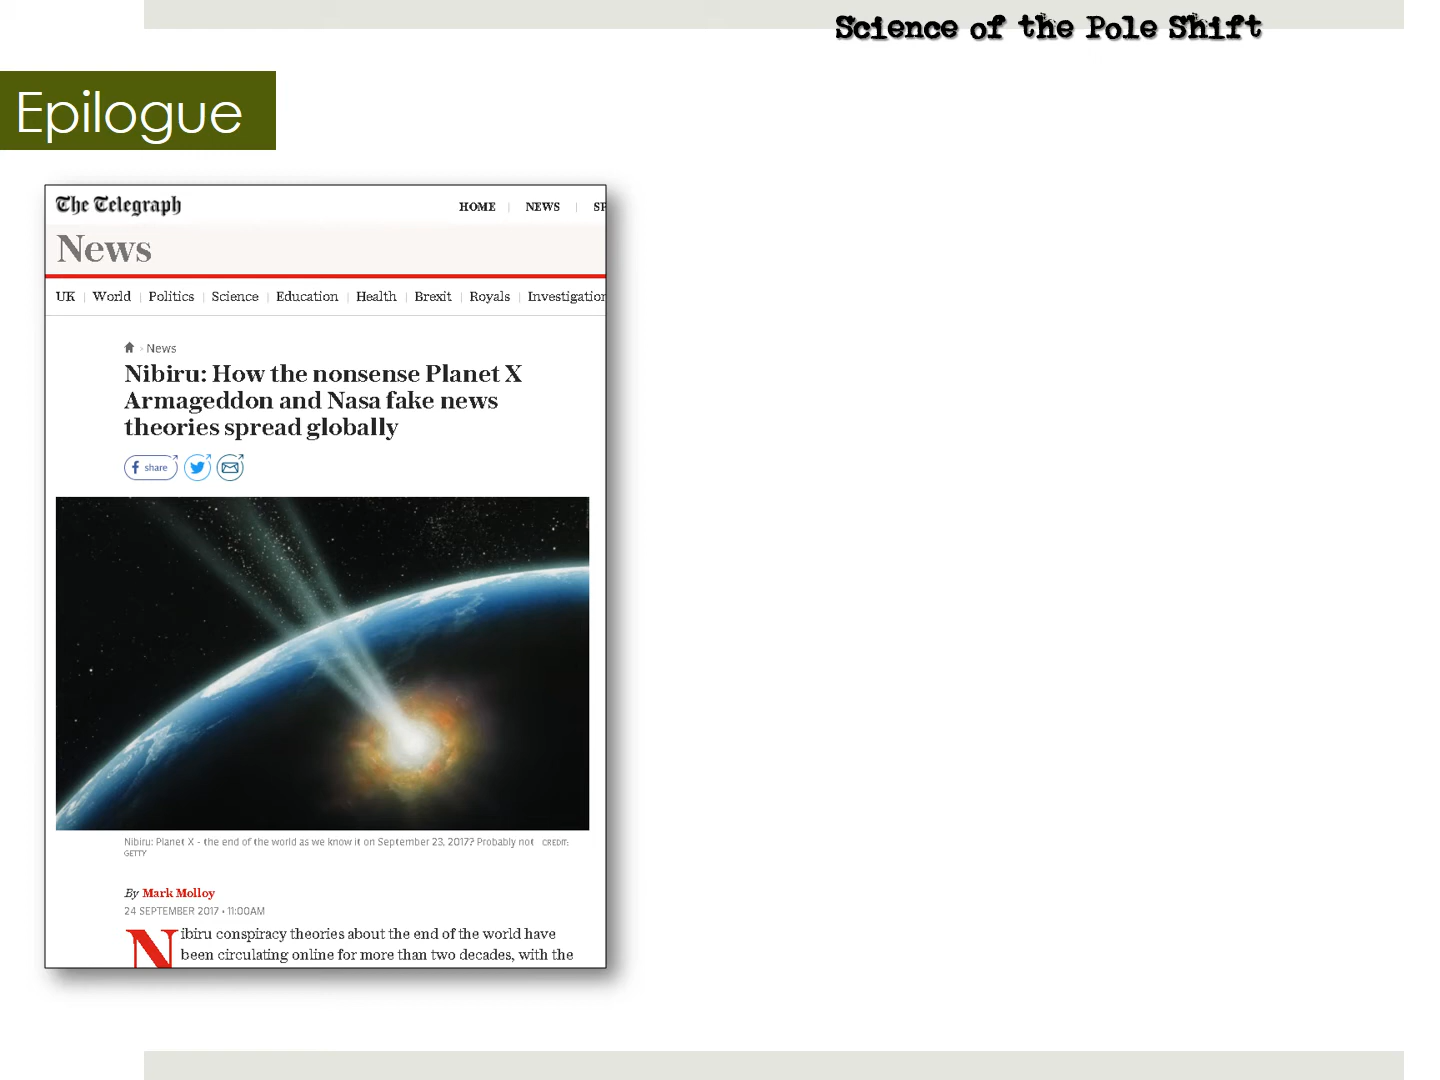 Science of the Pole Shift
Epilogue
The Telegraph
HOME | NEWS | SP
News
UK | World | Politics | Science | Education | Health | Brexit | Royals | Investigation
› News
Nibiru: How the nonsense Planet X
Armageddon and Nasa fake news
theories spread globally
f share
Nibiru: Planet X - the end of the world as we know it on September 23, 2017? Probably not CREDIT:
GETTY
By Mark Molloy
24 SEPTEMBER 2017 • 11:00AM
Nibiru conspiracy theories about the end of the world have
been circulating online for more than two decades, with the